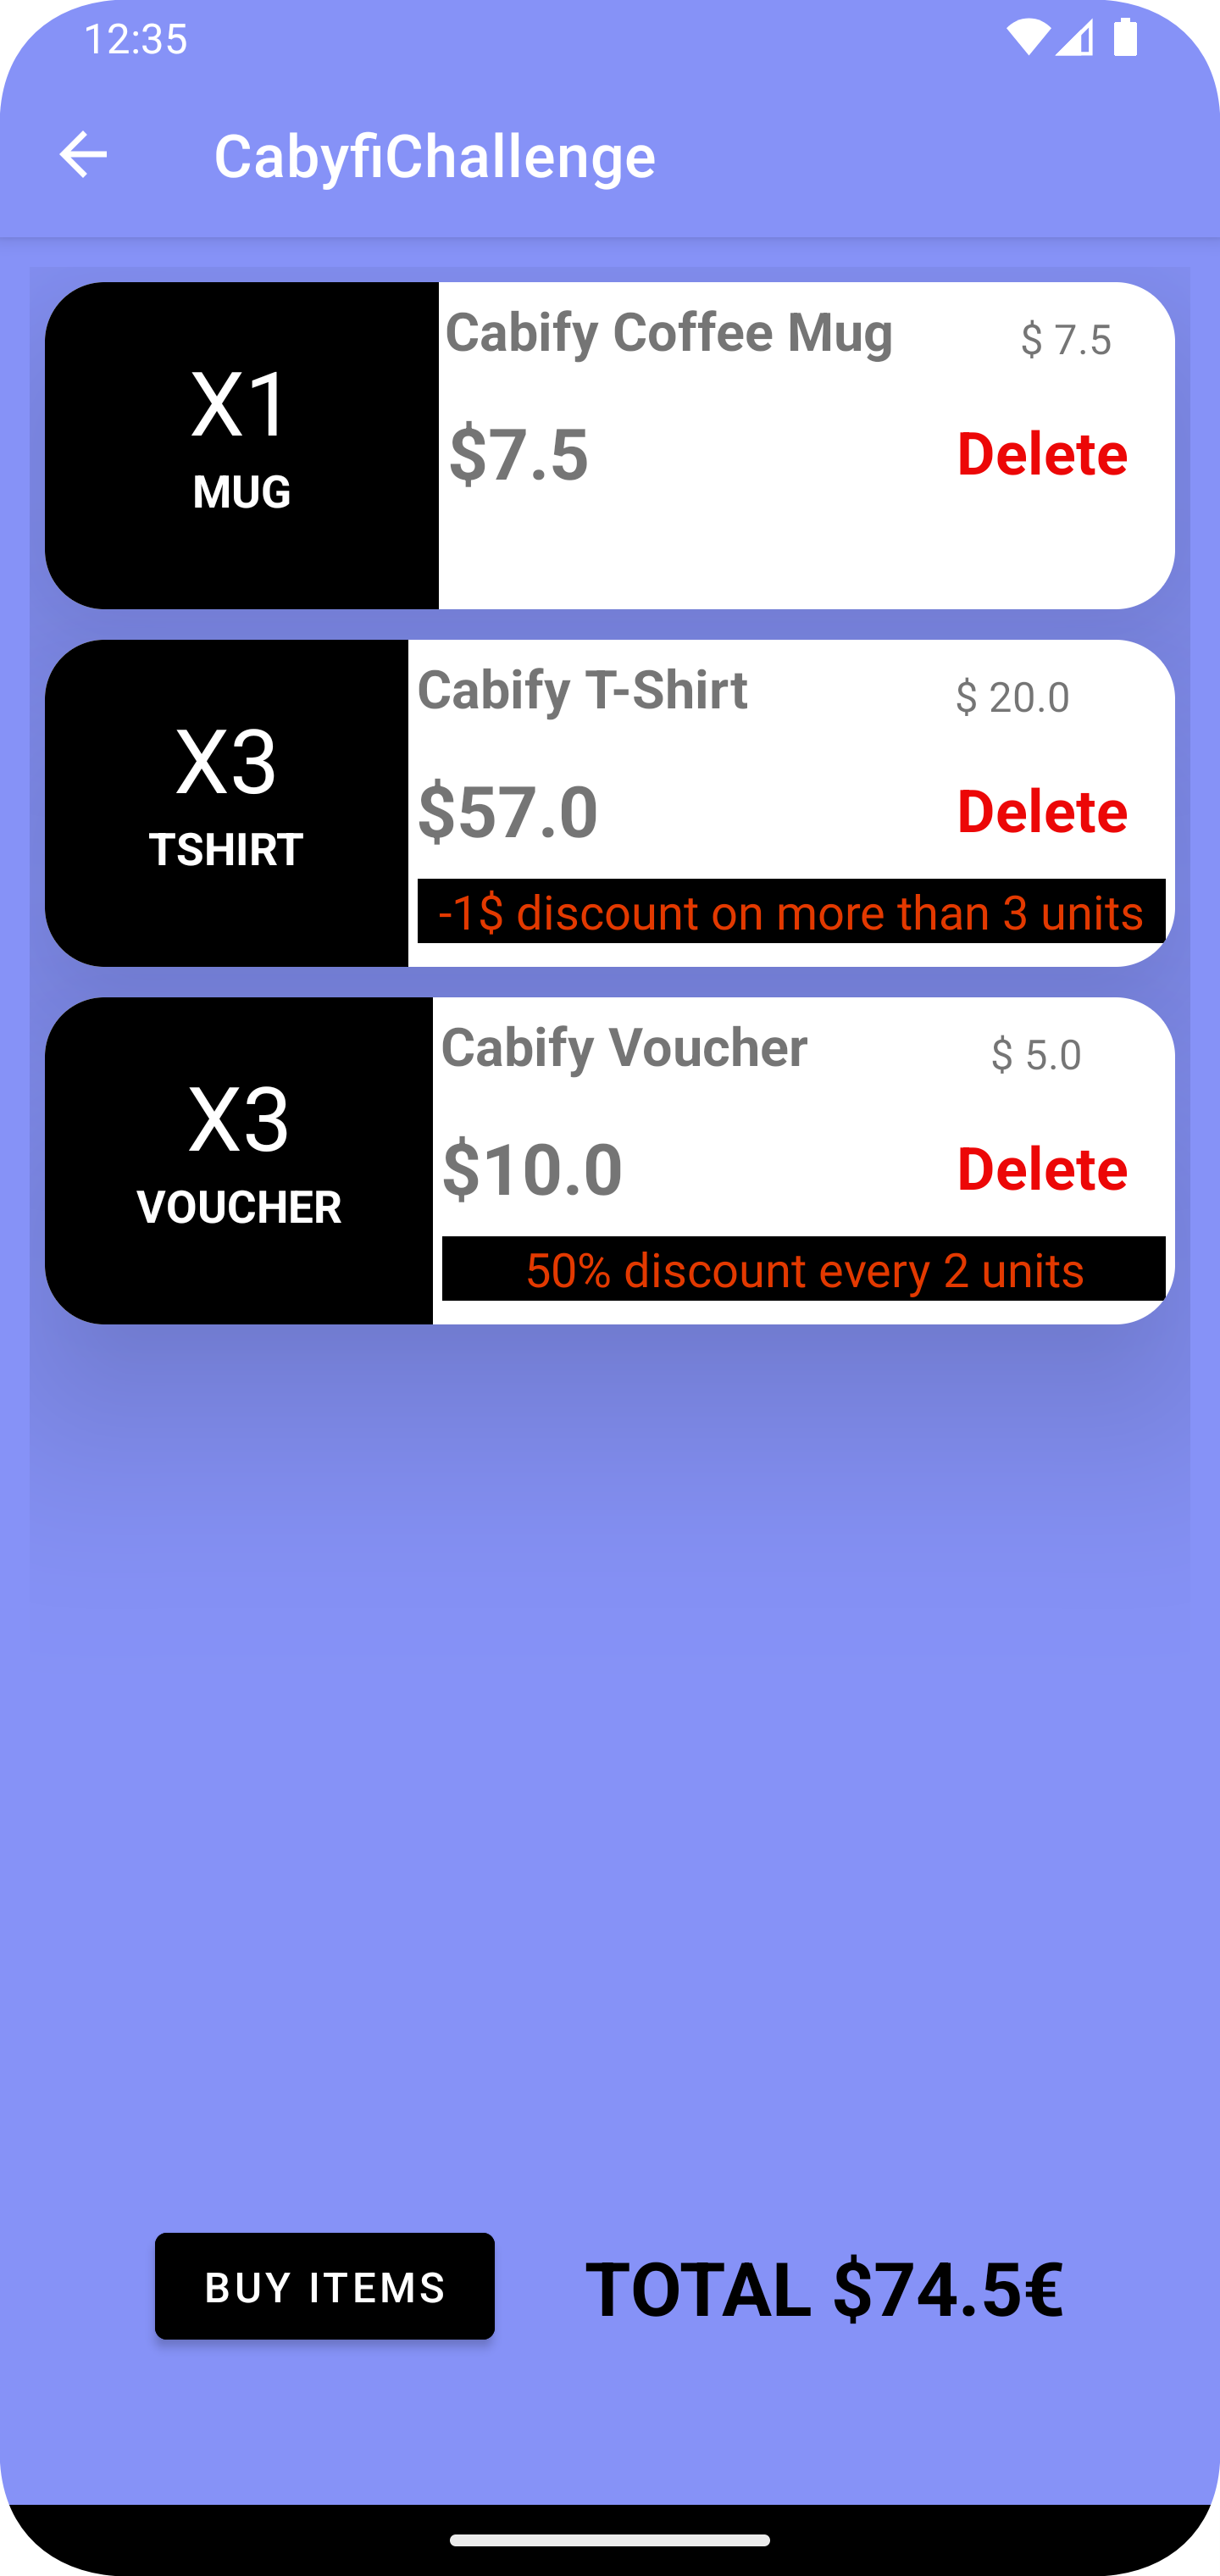 12:35
CabyfiChallenge
X1
MUG
Cabify Coffee Mug
$ 7.5
$7.5
Delete
X3
TSHIRT
Cabify T-Shirt
$ 20.0
$57.0
Delete
-1$ discount on more than 3 units
X3
VOUCHER
Cabify Voucher
$ 5.0
$10.0
Delete
50% discount every 2 units
BUY ITEMS
TOTAL $74.5€